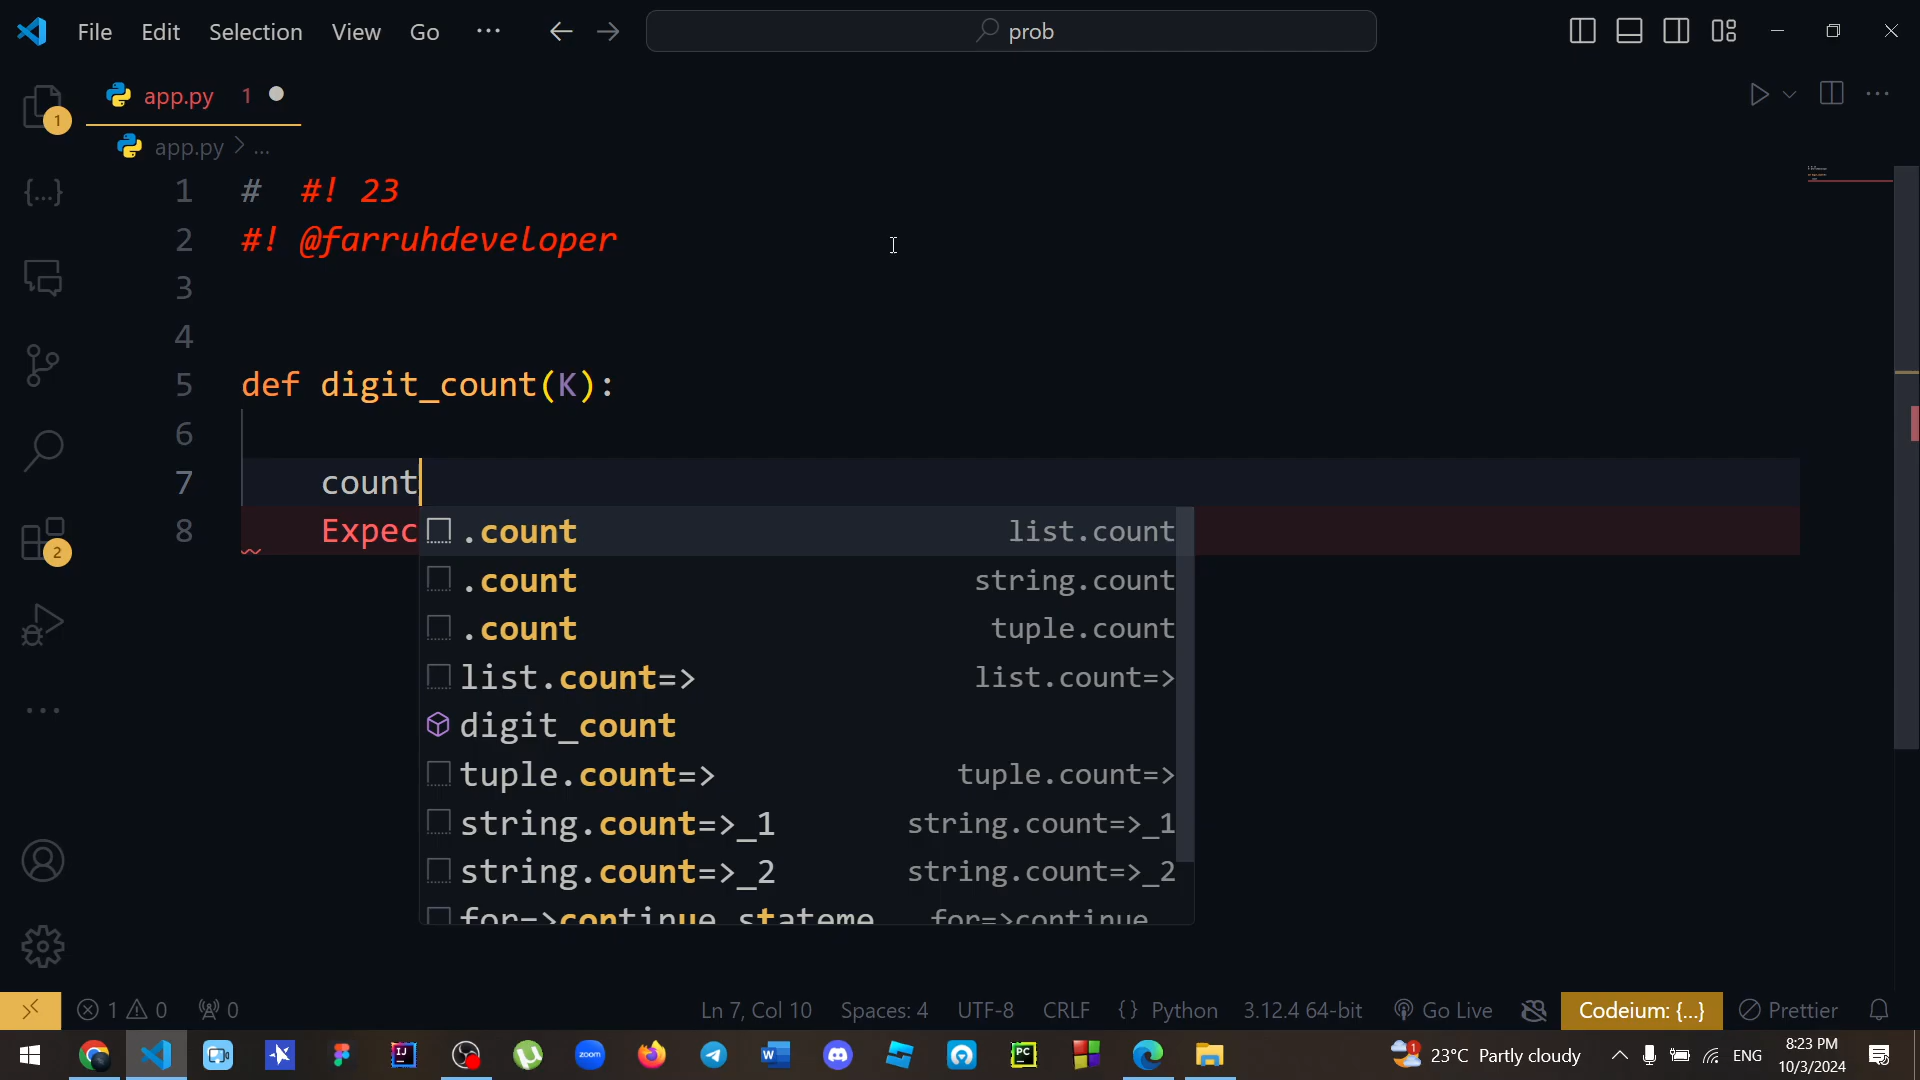 File Edit Selection View Go ··· prob
1
app.py 1
app.py > ...
1 # #! 23
2 #! @farruhdeveloper
3
4
5 def digit_count(K):
6
7 count
8 Expec
.count list.count
.count string.count
.count tuple.count
list.count=> list.count=>
digit_count
tuple.count=> tuple.count=>
string.count=>_1 string.count=>_1
string.count=>_2 string.count=>_2
for=>continue stateme for=>continue
2
1 0 0 Ln 7, Col 10 Spaces: 4 UTF-8 CRLF {} Python 3.12.4 64-bit Go Live Codeium: {...} Prettier
23°C Partly cloudy ENG 8:23 PM
10/3/2024